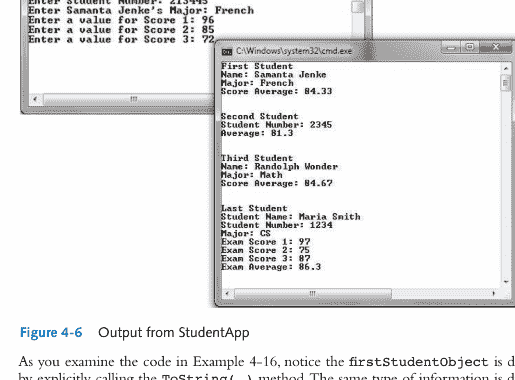 Enter Student Number: 213445
Enter Samanta Jenke's Major: French
Enter a value for Score 1: 96
Enter a value for Score 2: 85
Enter a value for Score 3: 72
C:\Windows\system32\cmd.exe
First Student
Name: Samanta Jenke
Major: French
Score Average: 84.33
Second Student
Student Number: 2345
Average: 81.3
Third Student
Name: Randolph Wonder
Major: Math
Score Average: 84.67
Last Student
Student Name: Maria Smith
Student Number: 1234
Major: CS
Exam Score 1: 97
Exam Score 2: 75
Exam Score 3: 87
Exam Average: 86.3
Figure 4-6 Output from StudentApp
As you examine the code in Example 4-16, notice the firstStudentObject is d
by explicitly calling the ToString( ) method. The same type of information is d